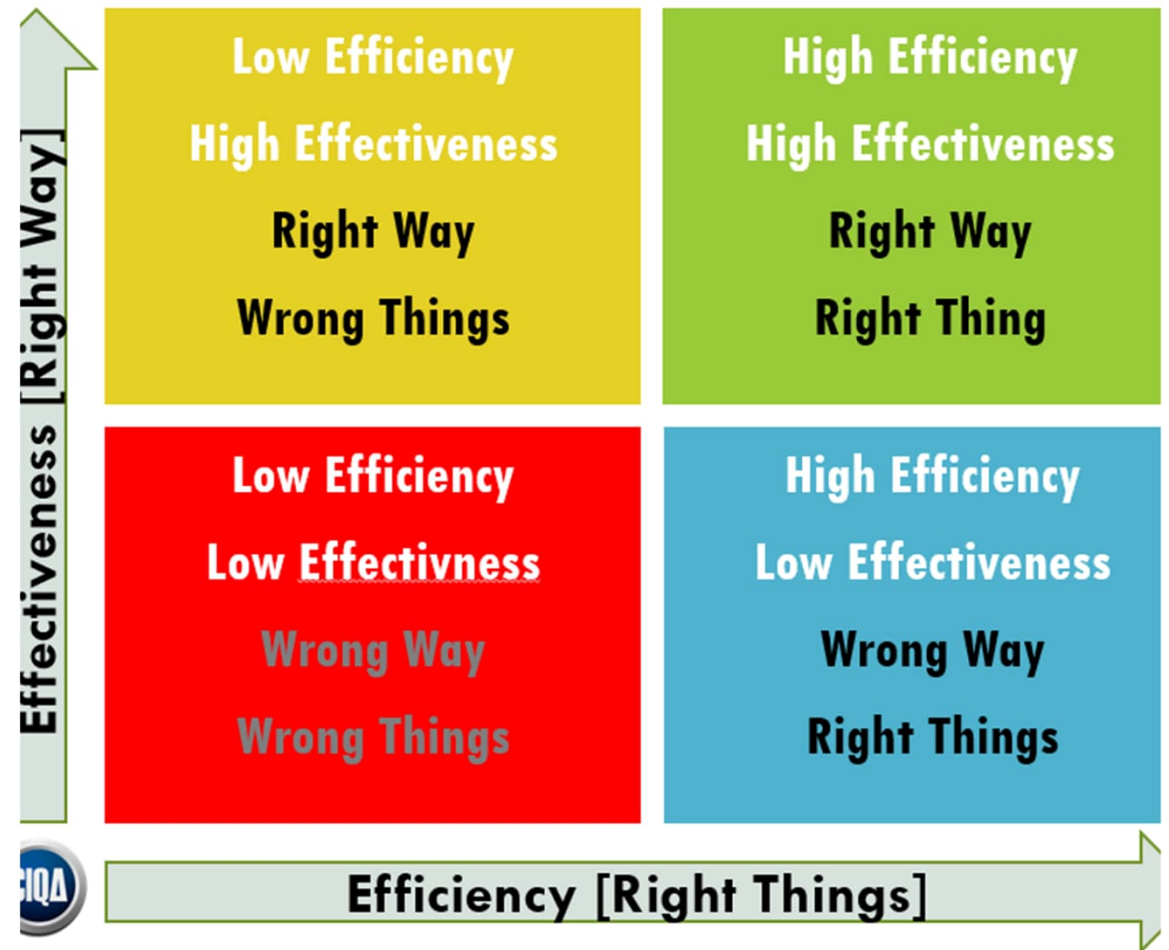 Effectiveness [Right Way]
Low Efficiency
High Effectiveness
Right Way
Wrong Things
High Efficiency
High Effectiveness
Right Way
Right Thing
Low Efficiency
Low Effectivness
Wrong Way
Wrong Things
High Efficiency
Low Effectiveness
Wrong Way
Right Things
Efficiency [Right Things]